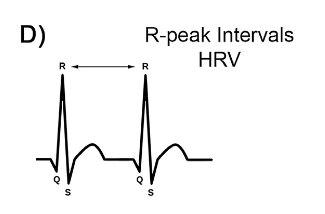 D)
R-peak Intervals
HRV
R R
Q Q
S S